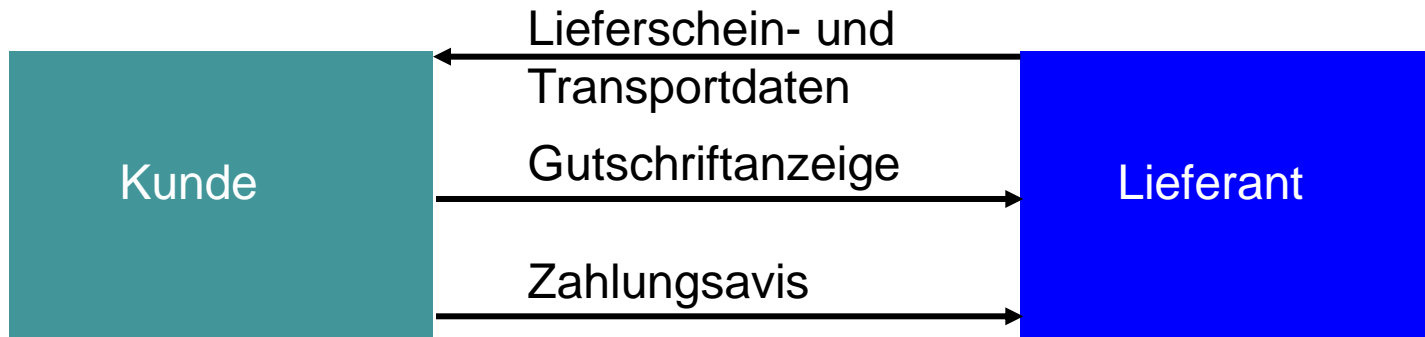 Lieferschein- und
Transportdaten
Kunde
Gutschriftanzeige
Lieferant
Zahlungsavis